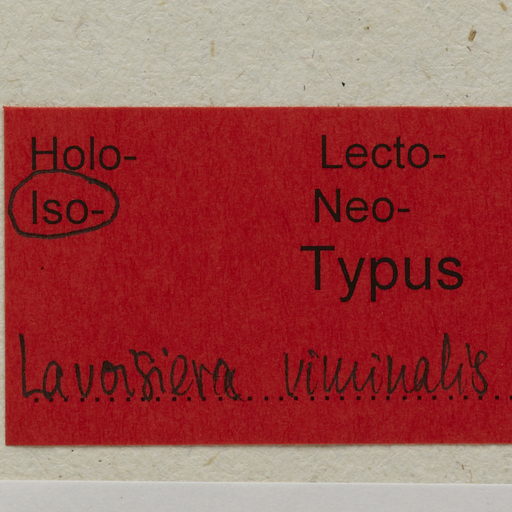 Holo- Lecto-
Iso- Neo-
Typus
Lavoisiera viminalis